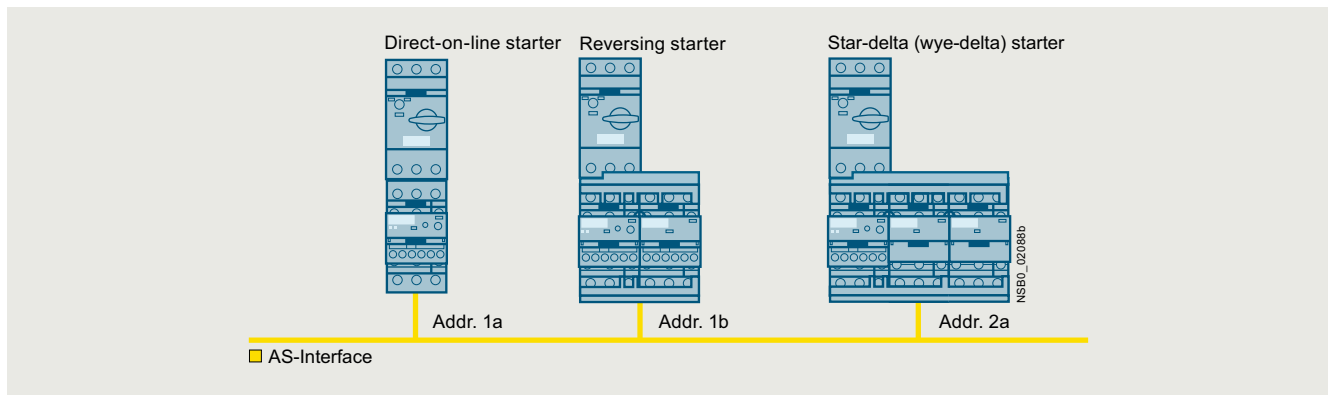 Direct-on-line starter
Reversing starter
Star-delta (wye-delta) starter
NSB0_02088b
Addr. 1a
Addr. 1b
Addr. 2a
AS-Interface